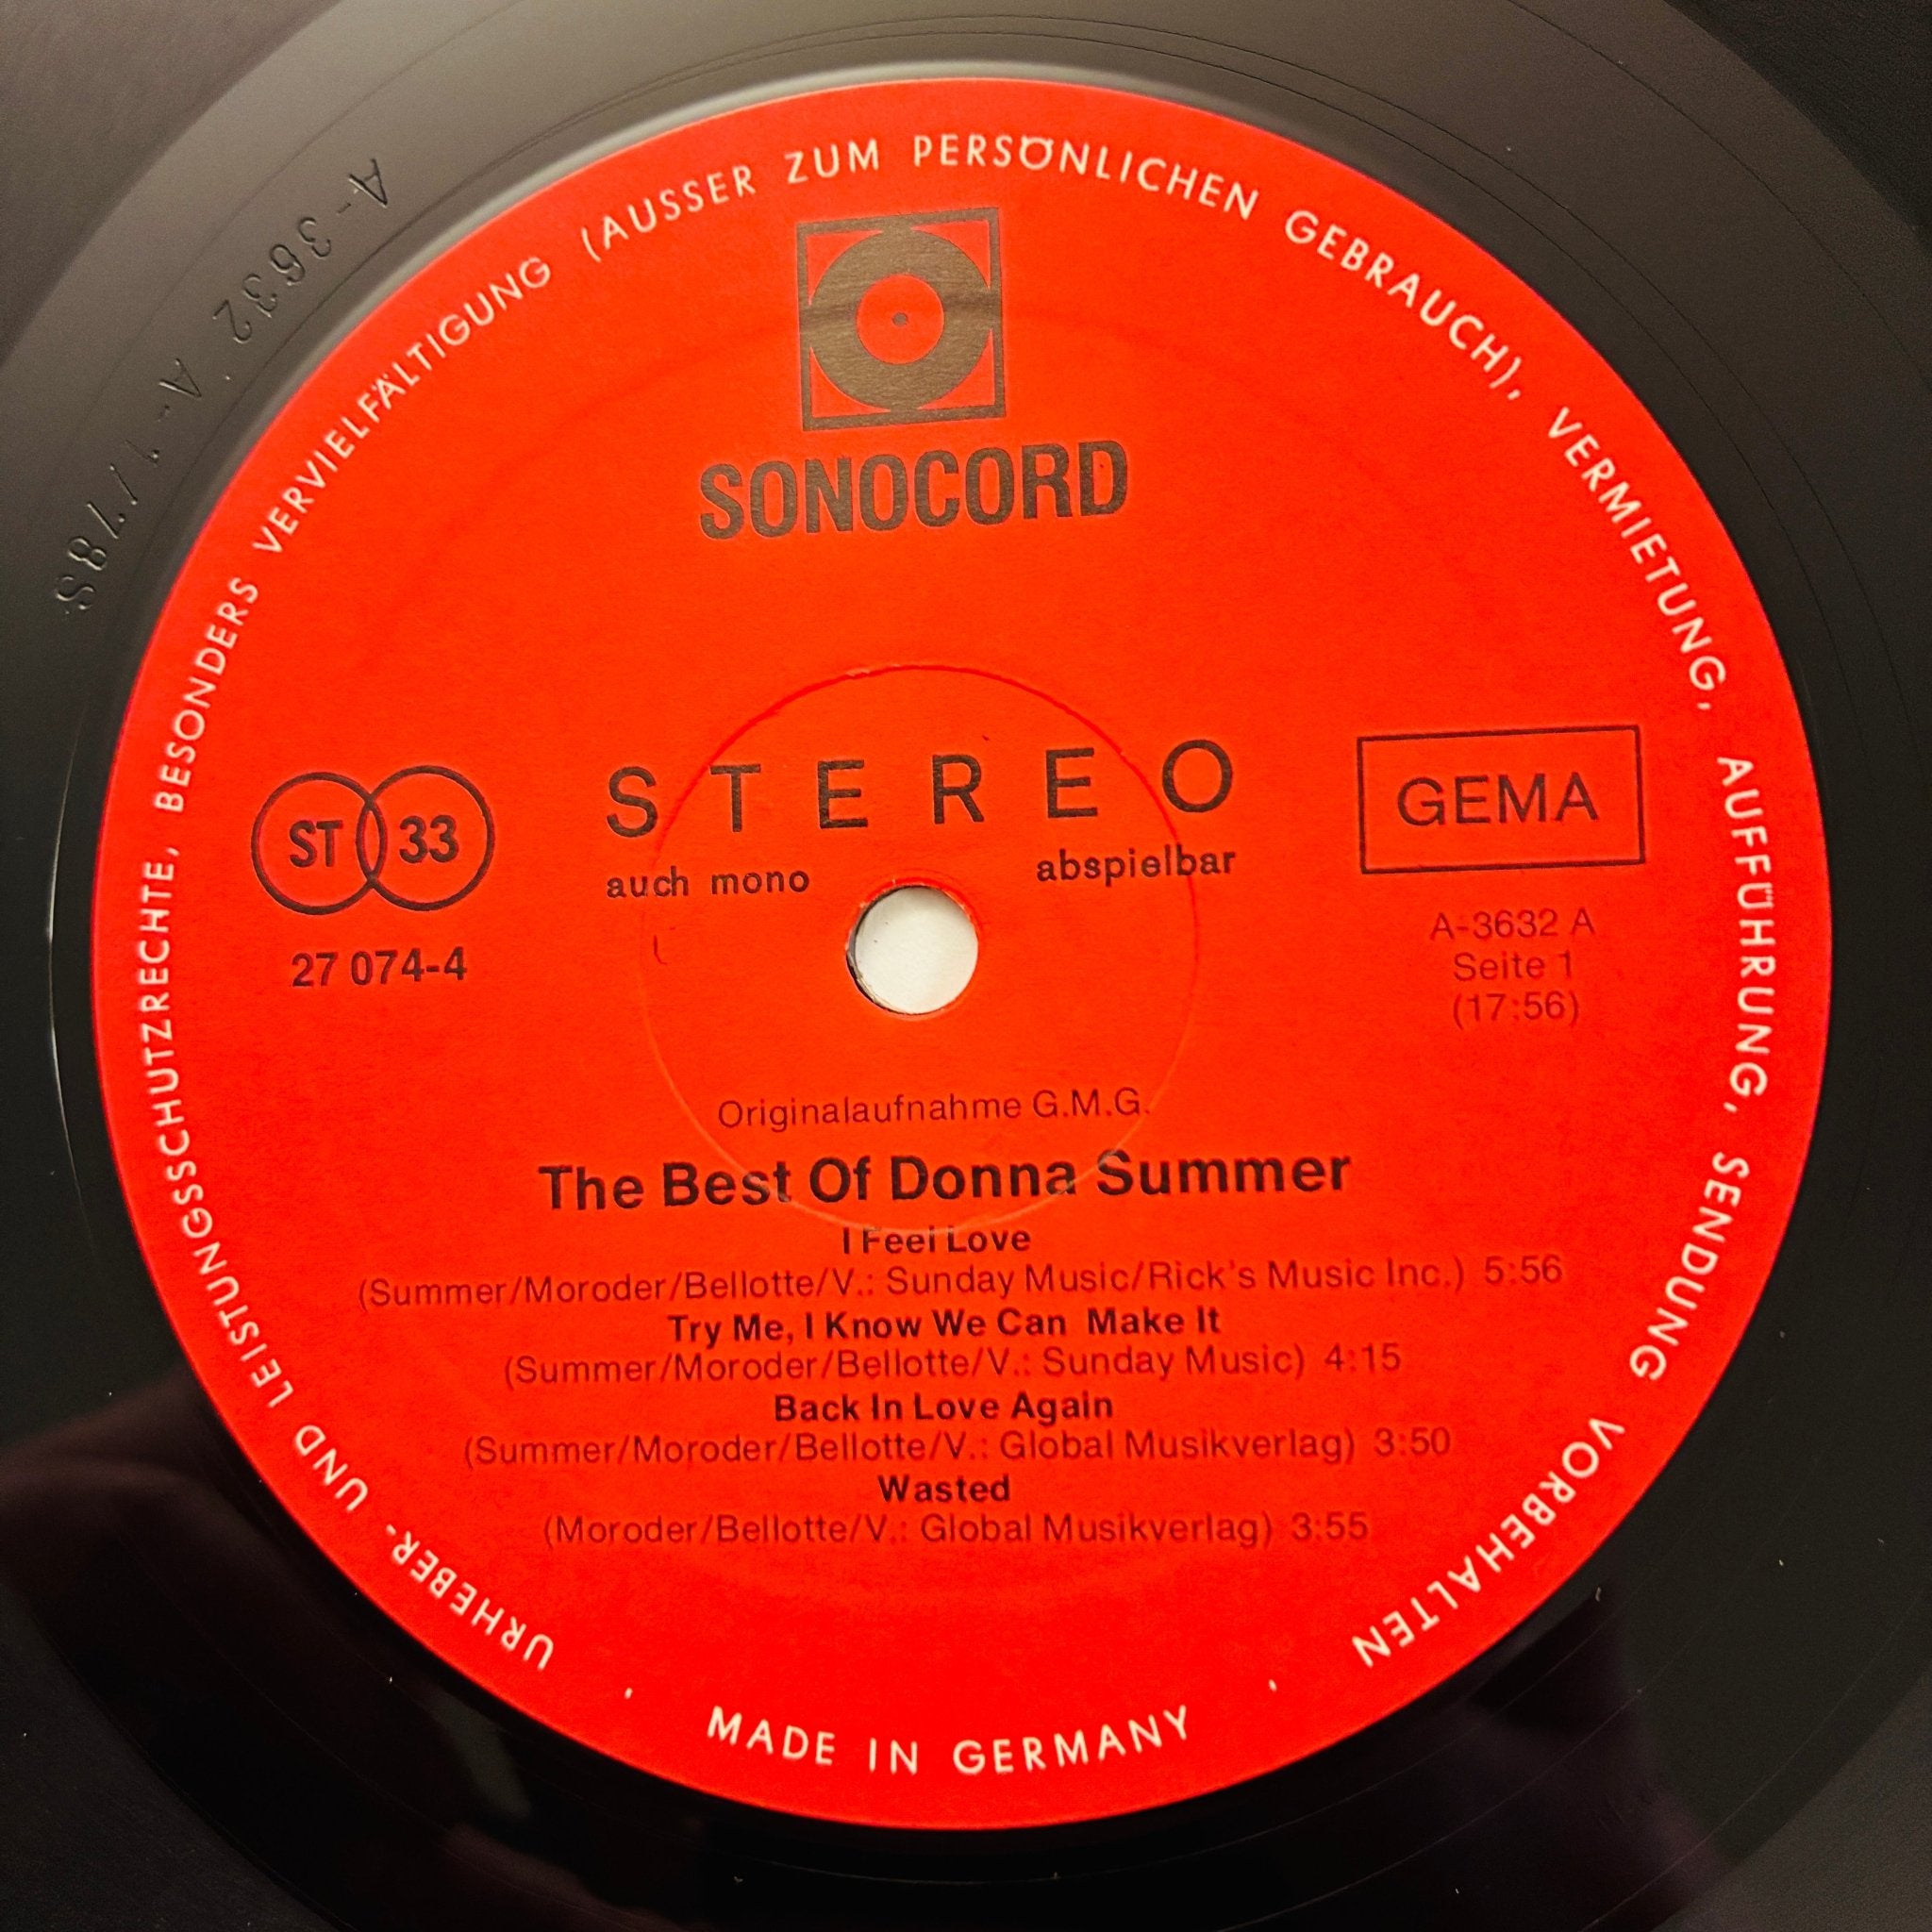 URHEBER- UND LEISTUNGSSCHUTZRECHTE, BESONDERS VERVIELFÄLTIGUNG (AUSSER ZUM PERSÖNLICHEN GEBRAUCH), VERMIETUNG, AUFFÜHRUNG, SENDUNG VORBEHALTEN
A-3632 A-1/78S
SONOCORD
STEREO
auch mono abspielbar
ST 33
27 074-4
GEMA
A-3632 A
Seite 1
(17:56)
Originalaufnahme G.M.G.
The Best Of Donna Summer
I Feel Love
(Summer/Moroder/Bellotte/V.: Sunday Music/Rick's Music Inc.) 5:56
Try Me, I Know We Can Make It
(Summer/Moroder/Bellotte/V.: Sunday Music) 4:15
Back In Love Again
(Summer/Moroder/Bellotte/V.: Global Musikverlag) 3:50
Wasted
(Moroder/Bellotte/V.: Global Musikverlag) 3:55
MADE IN GERMANY